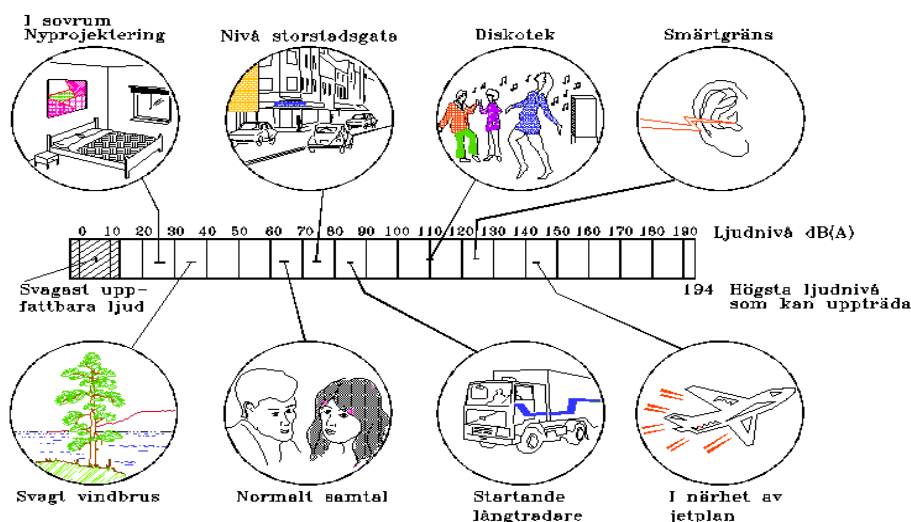 I sovrum
Nyprojektering
Nivå storstadsgata
Diskotek
Smärtgräns
0 10 20 30 40 50 60 70 80 90 100 110 120 130 140 150 160 170 180 190
Ljudnivå dB(A)
Svagast upp-
fattbara ljud
194 Högsta ljudnivå
som kan uppträda
Svagt vindbrus
Normalt samtal
Startande
långtradare
I närhet av
jetplan